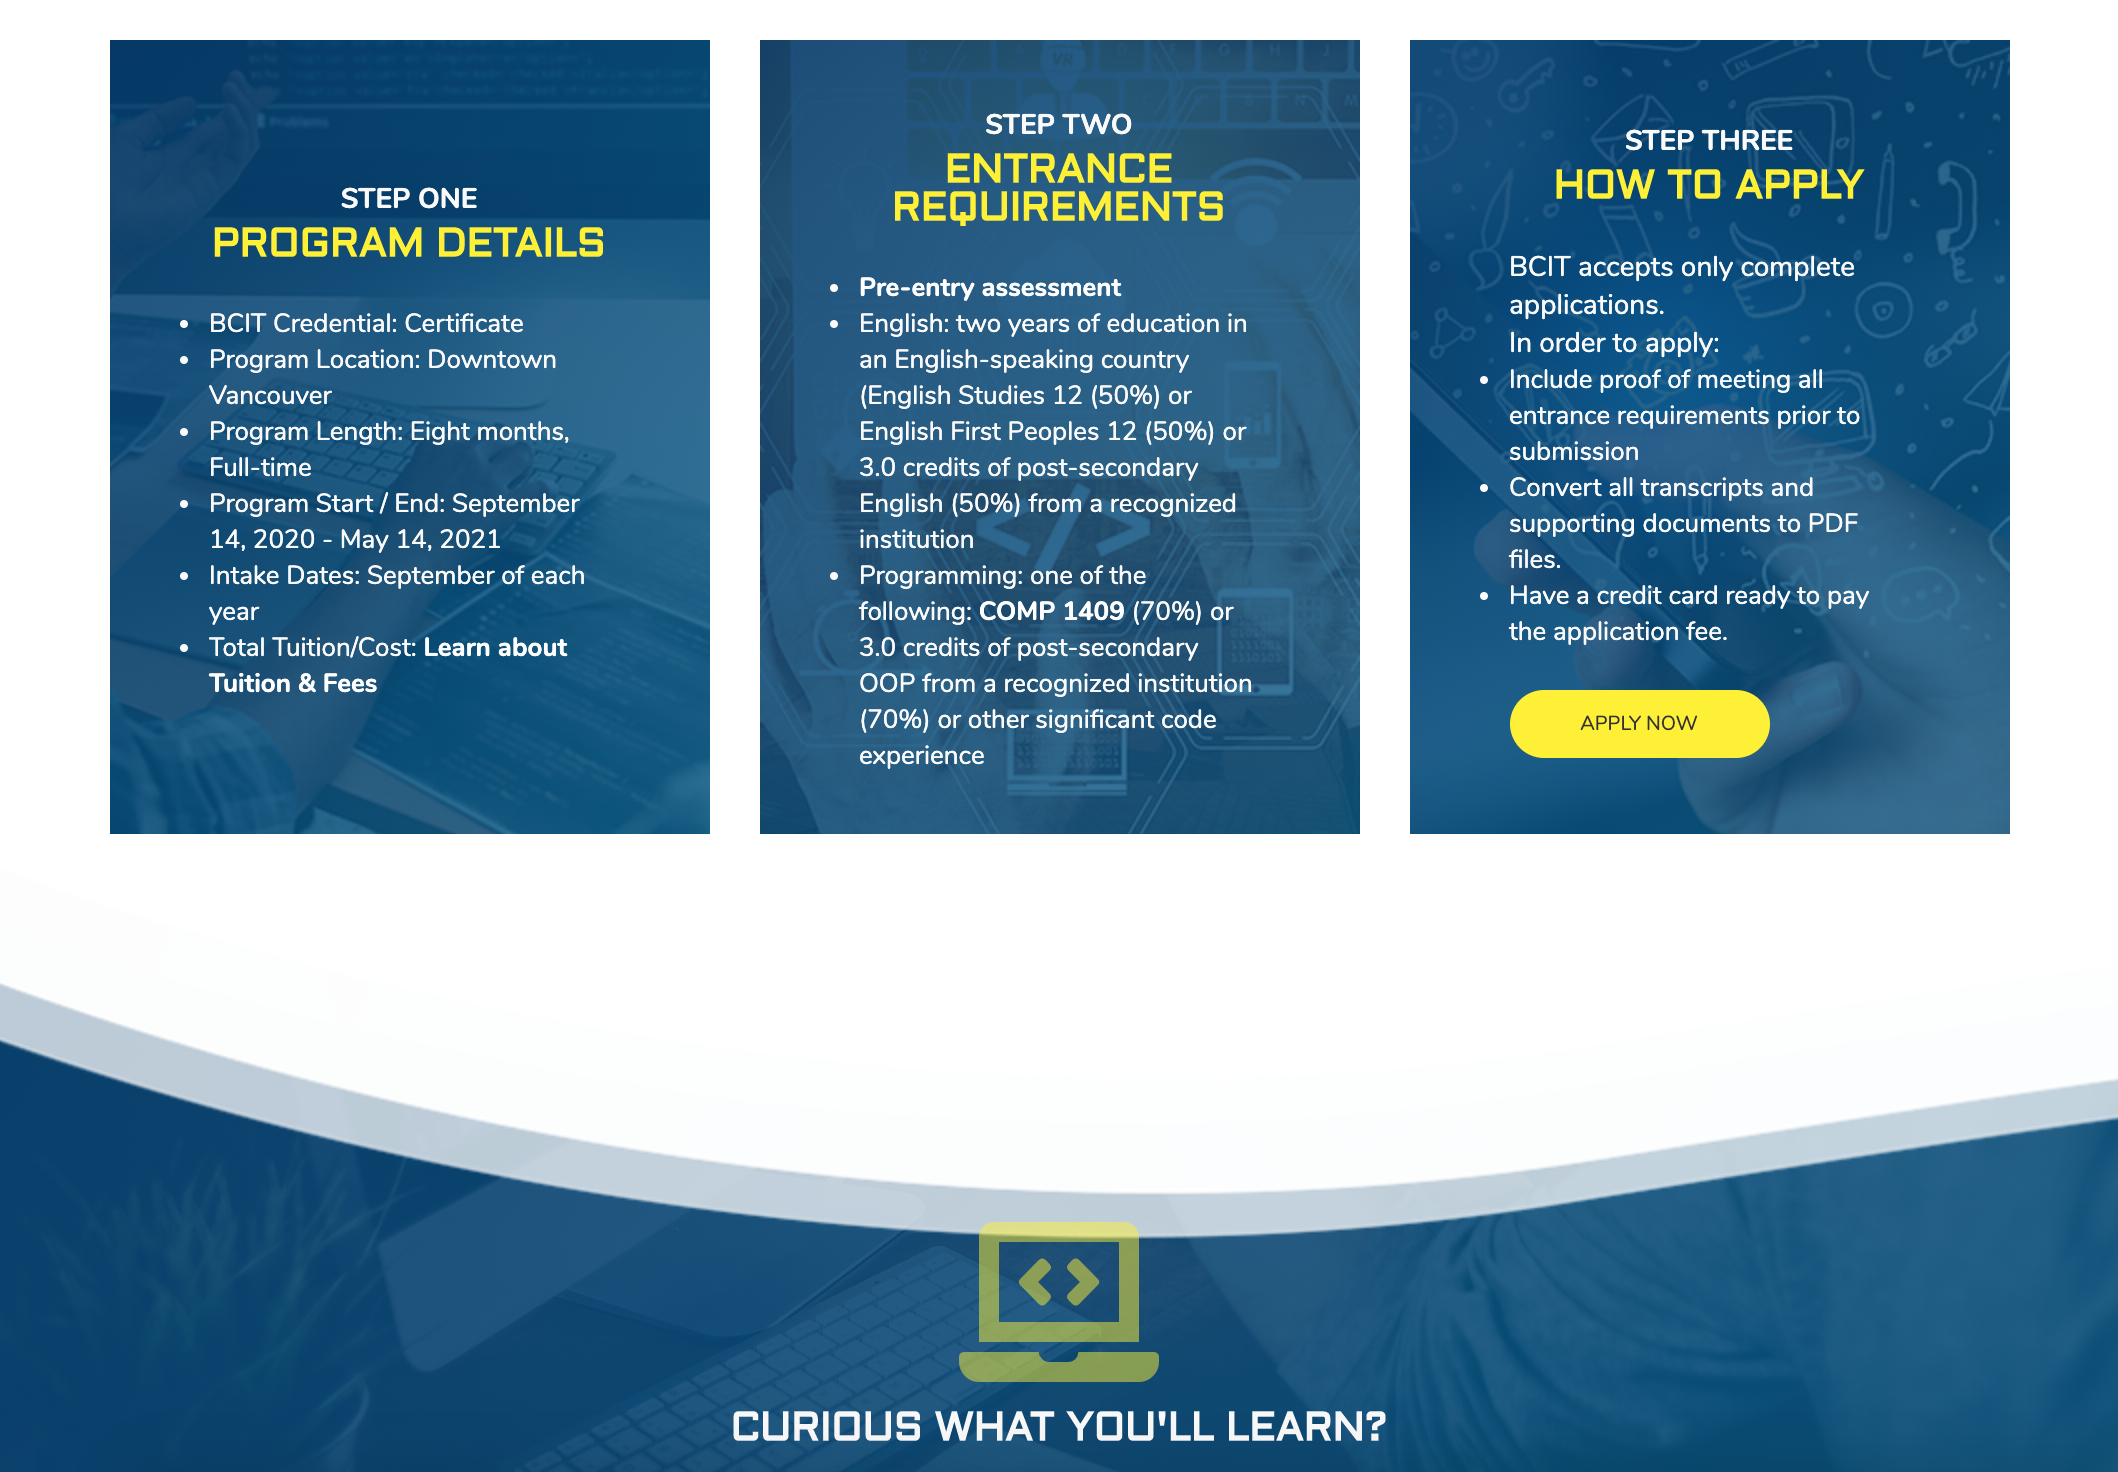 STEP ONE
PROGRAM DETAILS
• BCIT Credential: Certificate
• Program Location: Downtown
Vancouver
• Program Length: Eight months,
Full-time
• Program Start / End: September
14, 2020 - May 14, 2021
• Intake Dates: September of each
year
• Total Tuition/Cost: Learn about
Tuition & Fees
STEP TWO
ENTRANCE
REQUIREMENTS
• Pre-entry assessment
• English: two years of education in
an English-speaking country
(English Studies 12 (50%) or
English First Peoples 12 (50%) or
3.0 credits of post-secondary
English (50%) from a recognized
institution
• Programming: one of the
following: COMP 1409 (70%) or
3.0 credits of post-secondary
OOP from a recognized institution
(70%) or other significant code
experience
STEP THREE
HOW TO APPLY
BCIT accepts only complete
applications.
In order to apply:
• Include proof of meeting all
entrance requirements prior to
submission
• Convert all transcripts and
supporting documents to PDF
files.
• Have a credit card ready to pay
the application fee.
APPLY NOW
CURIOUS WHAT YOU'LL LEARN?